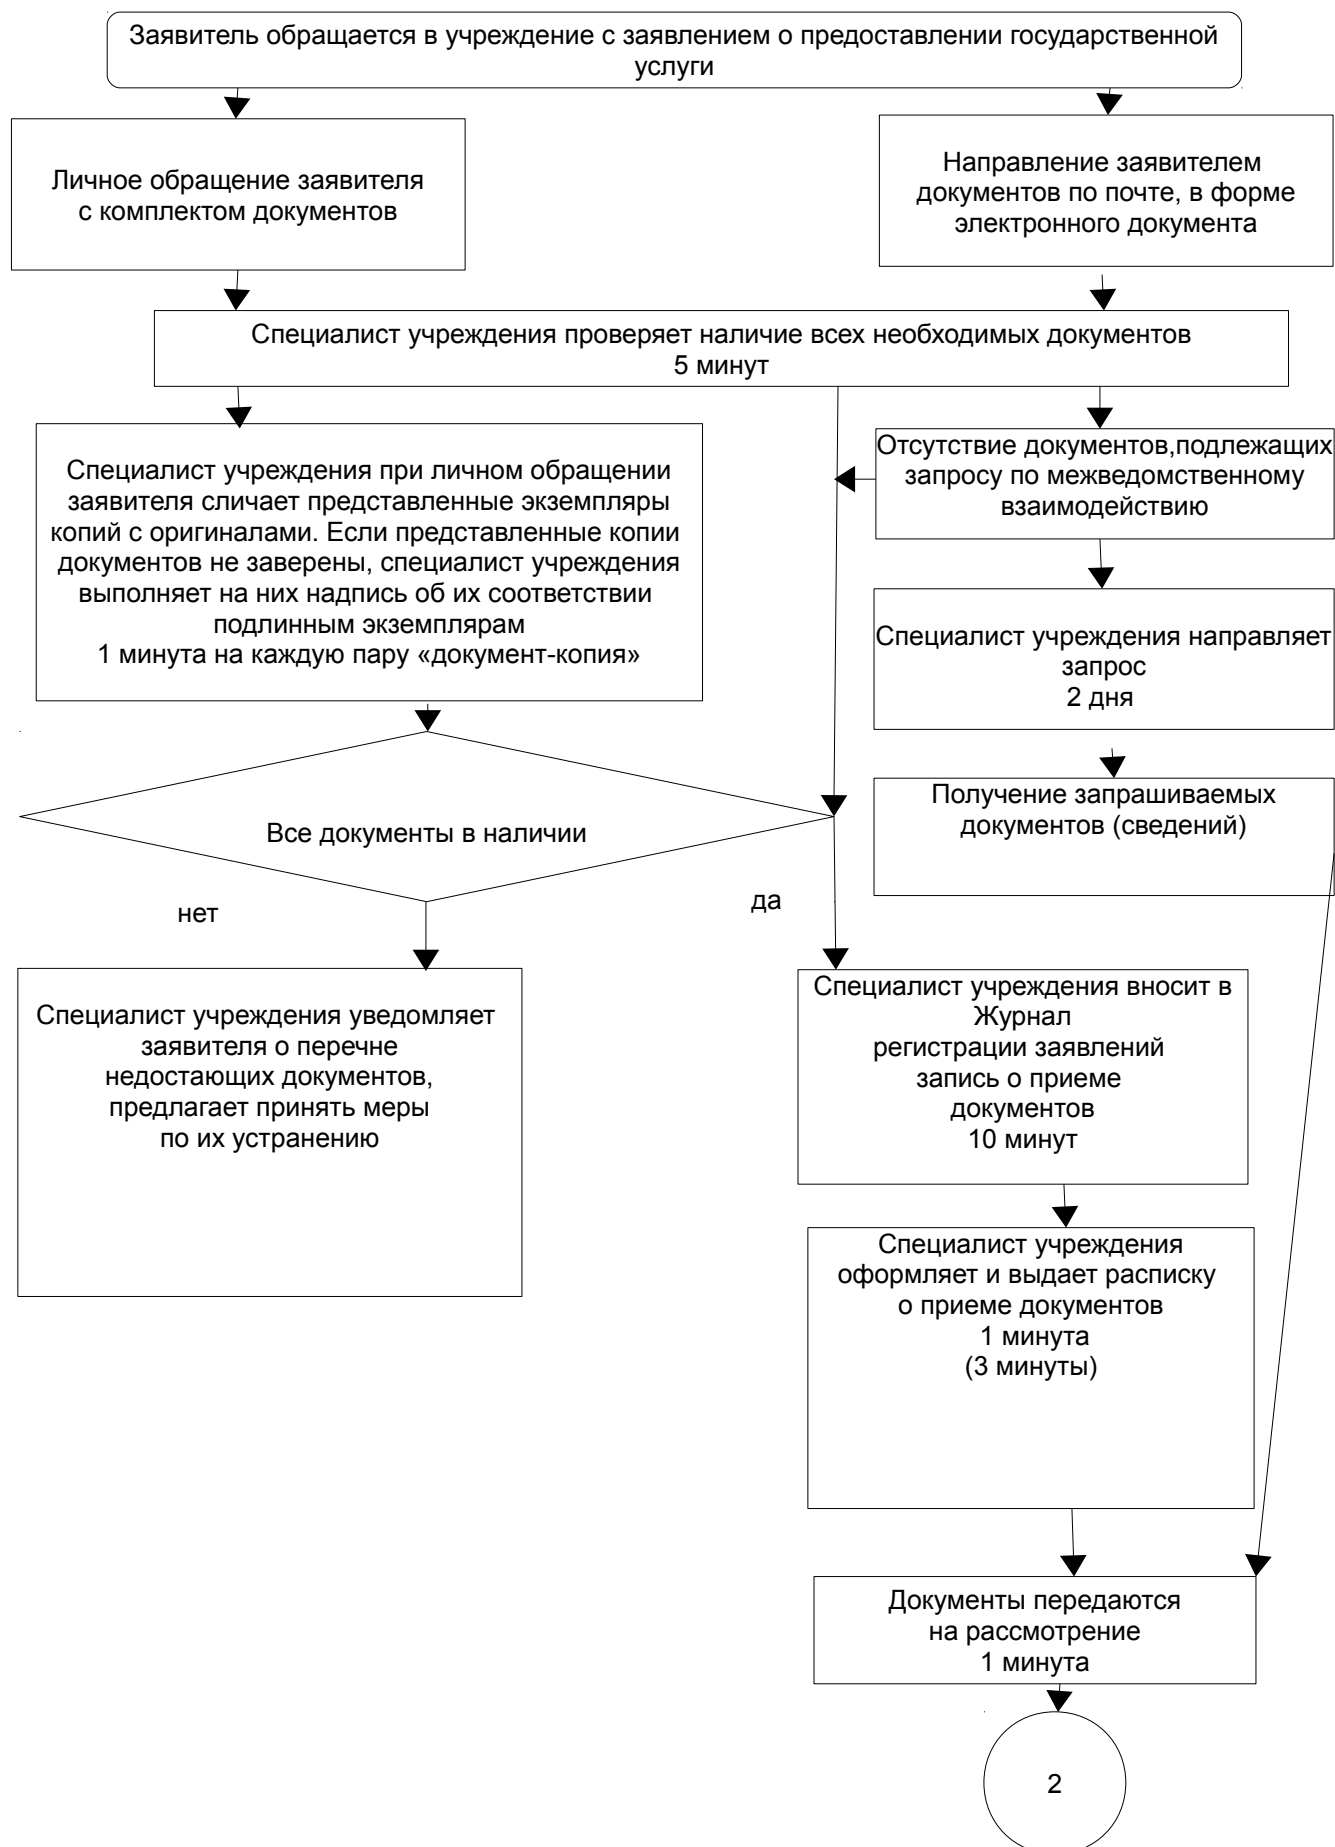 Заявитель обращается в учреждение с заявлением о предоставлении государственной
услуги
Личное обращение заявителя
с комплектом документов
Направление заявителем
документов по почте, в форме
электронного документа
Специалист учреждения проверяет наличие всех необходимых документов
5 минут
Специалист учреждения при личном обращении
заявителя сличает представленные экземпляры
копий с оригиналами. Если представленные копии
документов не заверены, специалист учреждения
выполняет на них надпись об их соответствии
подлинным экземплярам
1 минута на каждую пару «документ-копия»
Отсутствие документов,подлежащих
запросу по межведомственному
взаимодействию
Специалист учреждения направляет
запрос
2 дня
Получение запрашиваемых
документов (сведений)
Все документы в наличии
нет
да
Специалист учреждения уведомляет
заявителя о перечне
недостающих документов,
предлагает принять меры
по их устранению
Специалист учреждения вносит в
Журнал
регистрации заявлений
запись о приеме
документов
10 минут
Специалист учреждения
оформляет и выдает расписку
о приеме документов
1 минута
(3 минуты)
Документы передаются
на рассмотрение
1 минута
2